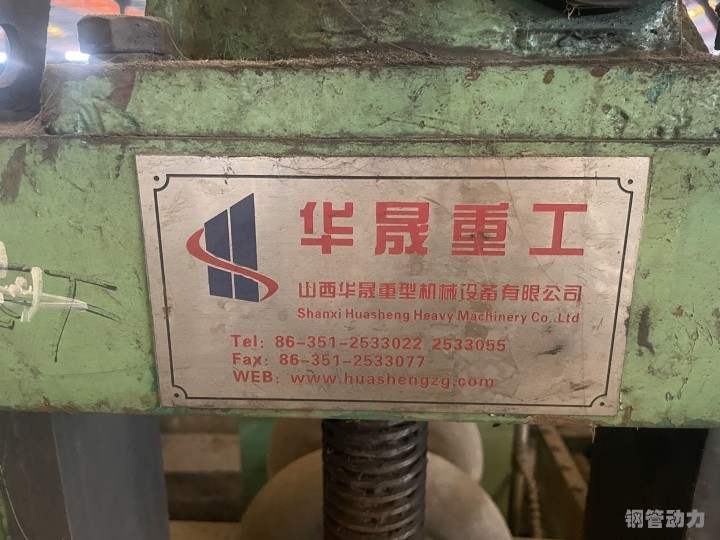 华晟重工
山西华晟重型机械设备有限公司
Shanxi Huasheng Heavy Machinery Co.,Ltd
Tel: 86-351-2533022 2533055
Fax: 86-351-2533077
WEB: www.huashengzg.com
钢管动力